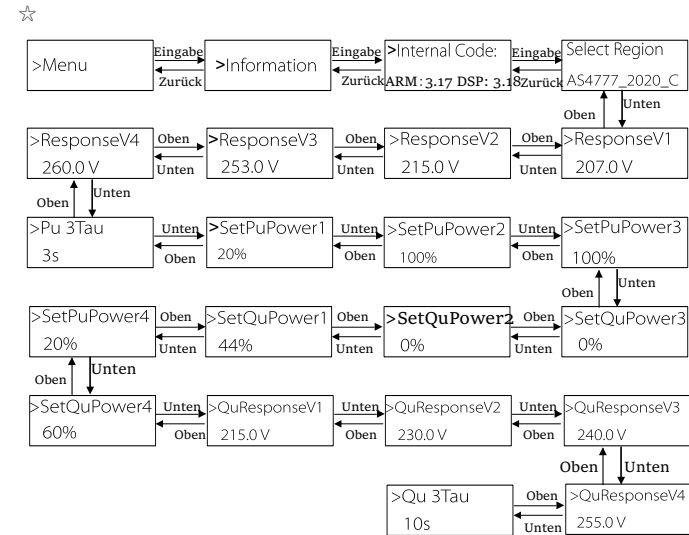 ☆
>Menu
Eingabe
Zurück
>Information
Eingabe
Zurück
>Internal Code:
ARM: 3.17 DSP: 3.18
Eingabe
Zurück
Select Region
AS4777_2020_C
Oben
Unten
>ResponseV4
260.0 V
Oben
Unten
>ResponseV3
253.0 V
Oben
Unten
>ResponseV2
215.0 V
Oben
Unten
>ResponseV1
207.0 V
Oben
Unten
>Pu 3Tau
3s
Unten
Oben
>SetPuPower1
20%
Unten
Oben
>SetPuPower2
100%
Unten
Oben
>SetPuPower3
100%
Oben
Unten
>SetPuPower4
20%
Oben
Unten
>SetQuPower1
44%
Oben
Unten
>SetQuPower2
0%
Oben
Unten
>SetQuPower3
0%
Oben
Unten
>SetQuPower4
60%
Unten
Oben
>QuResponseV1
215.0 V
Unten
Oben
>QuResponseV2
230.0 V
Unten
Oben
>QuResponseV3
240.0 V
Oben
Unten
>Qu 3Tau
10s
Oben
Unten
>QuResponseV4
255.0 V